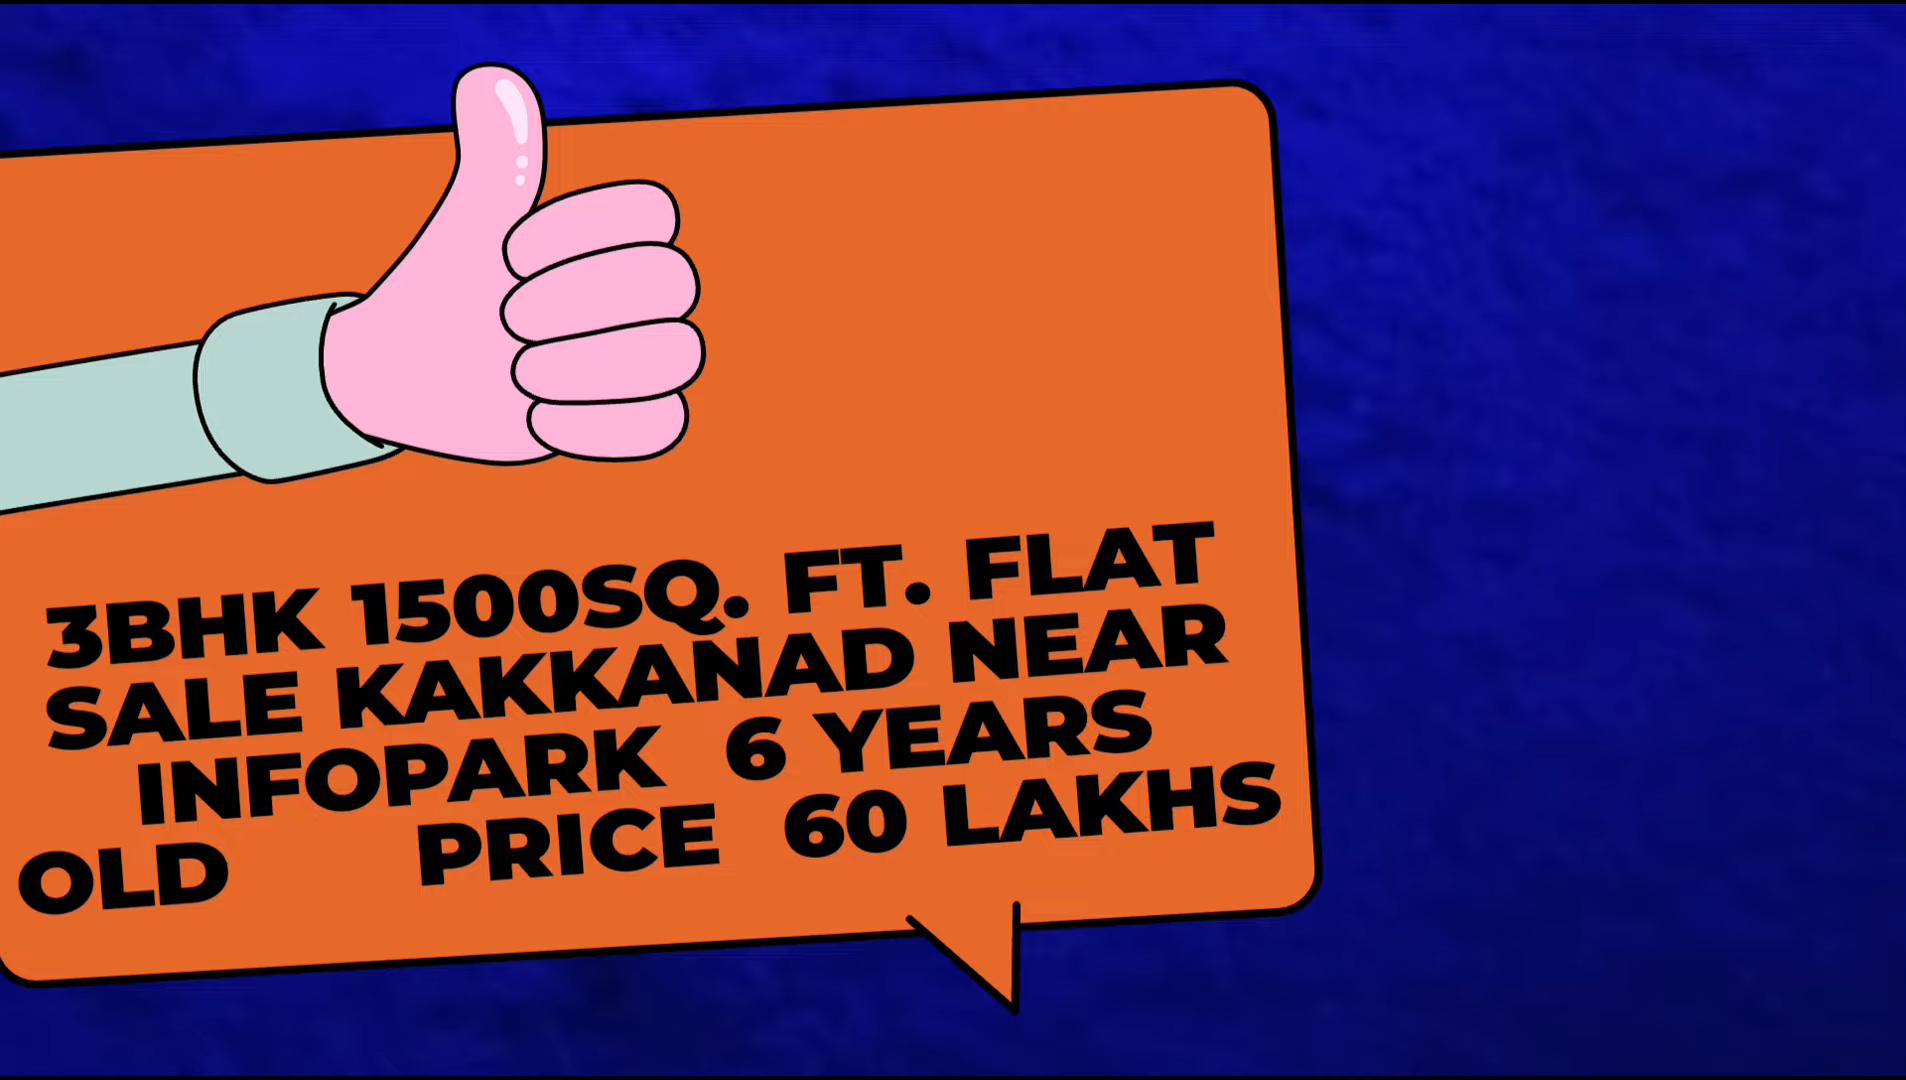 3BHK 1500SQ. FT. FLAT
SALE KAKKANAD NEAR
INFOPARK 6 YEARS
OLD PRICE 60 LAKHS